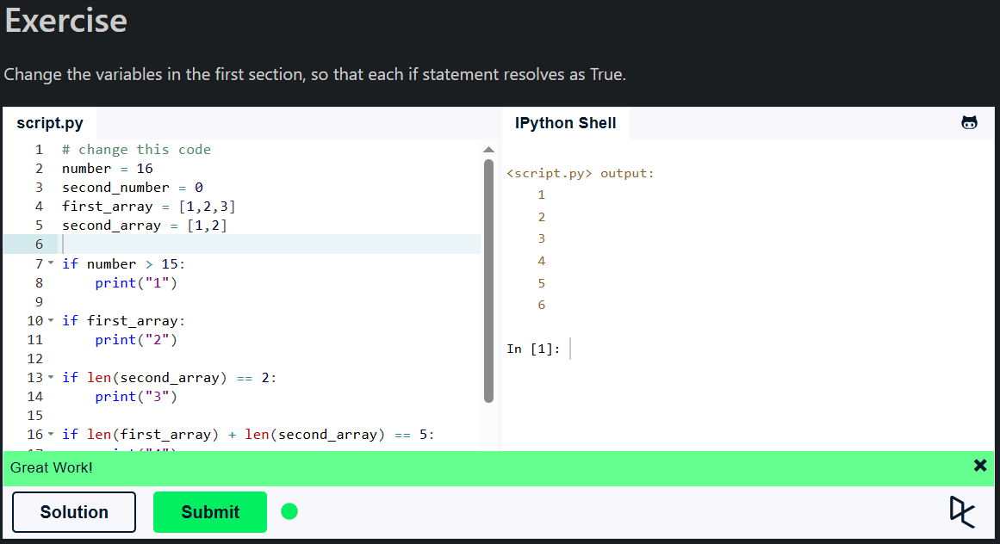 Exercise
Change the variables in the first section, so that each if statement resolves as True.
script.py
1 # change this code
2 number = 16
3 second_number = 0
4 first_array = [1,2,3]
5 second_array = [1,2]
6
7 if number > 15:
8     print("1")
9
10 if first_array:
11     print("2")
12
13 if len(second_array) == 2:
14     print("3")
15
16 if len(first_array) + len(second_array) == 5:
IPython Shell
<script.py> output:
1
2
3
4
5
6
In [1]:
Great Work!
Solution
Submit